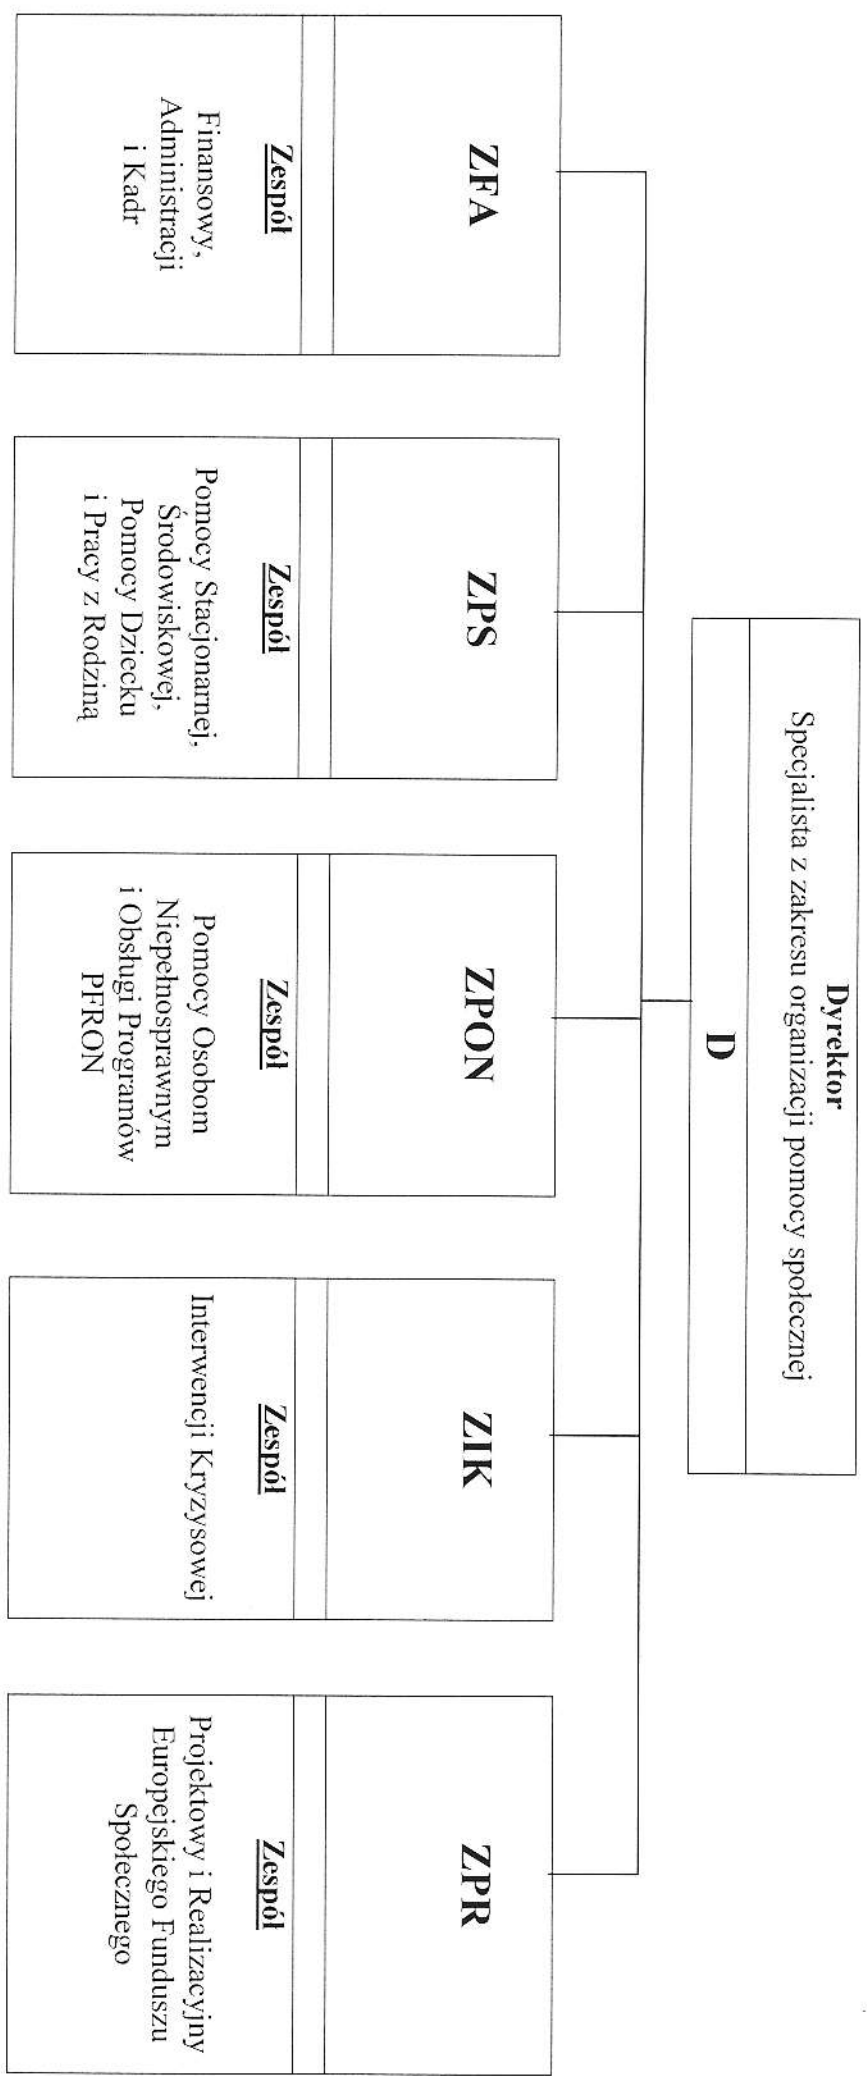 Dyrektor
Specjalista z zakresu organizacji pomocy społecznej
D
ZFA
Zespół
Finansowy,
Administracji
i Kadr
ZPS
Zespół
Pomocy Stacjonarnej,
Środowiskowej,
Pomocy Dziecku
i Pracy z Rodziną
ZPON
Zespół
Pomocy Osobom
Niepełnosprawnym
i Obsługi Programów
PFRON
ZIK
Zespół
Interwencji Kryzysowej
ZPR
Zespół
Projektowy i Realizacyjny
Europejskiego Funduszu
Społecznego